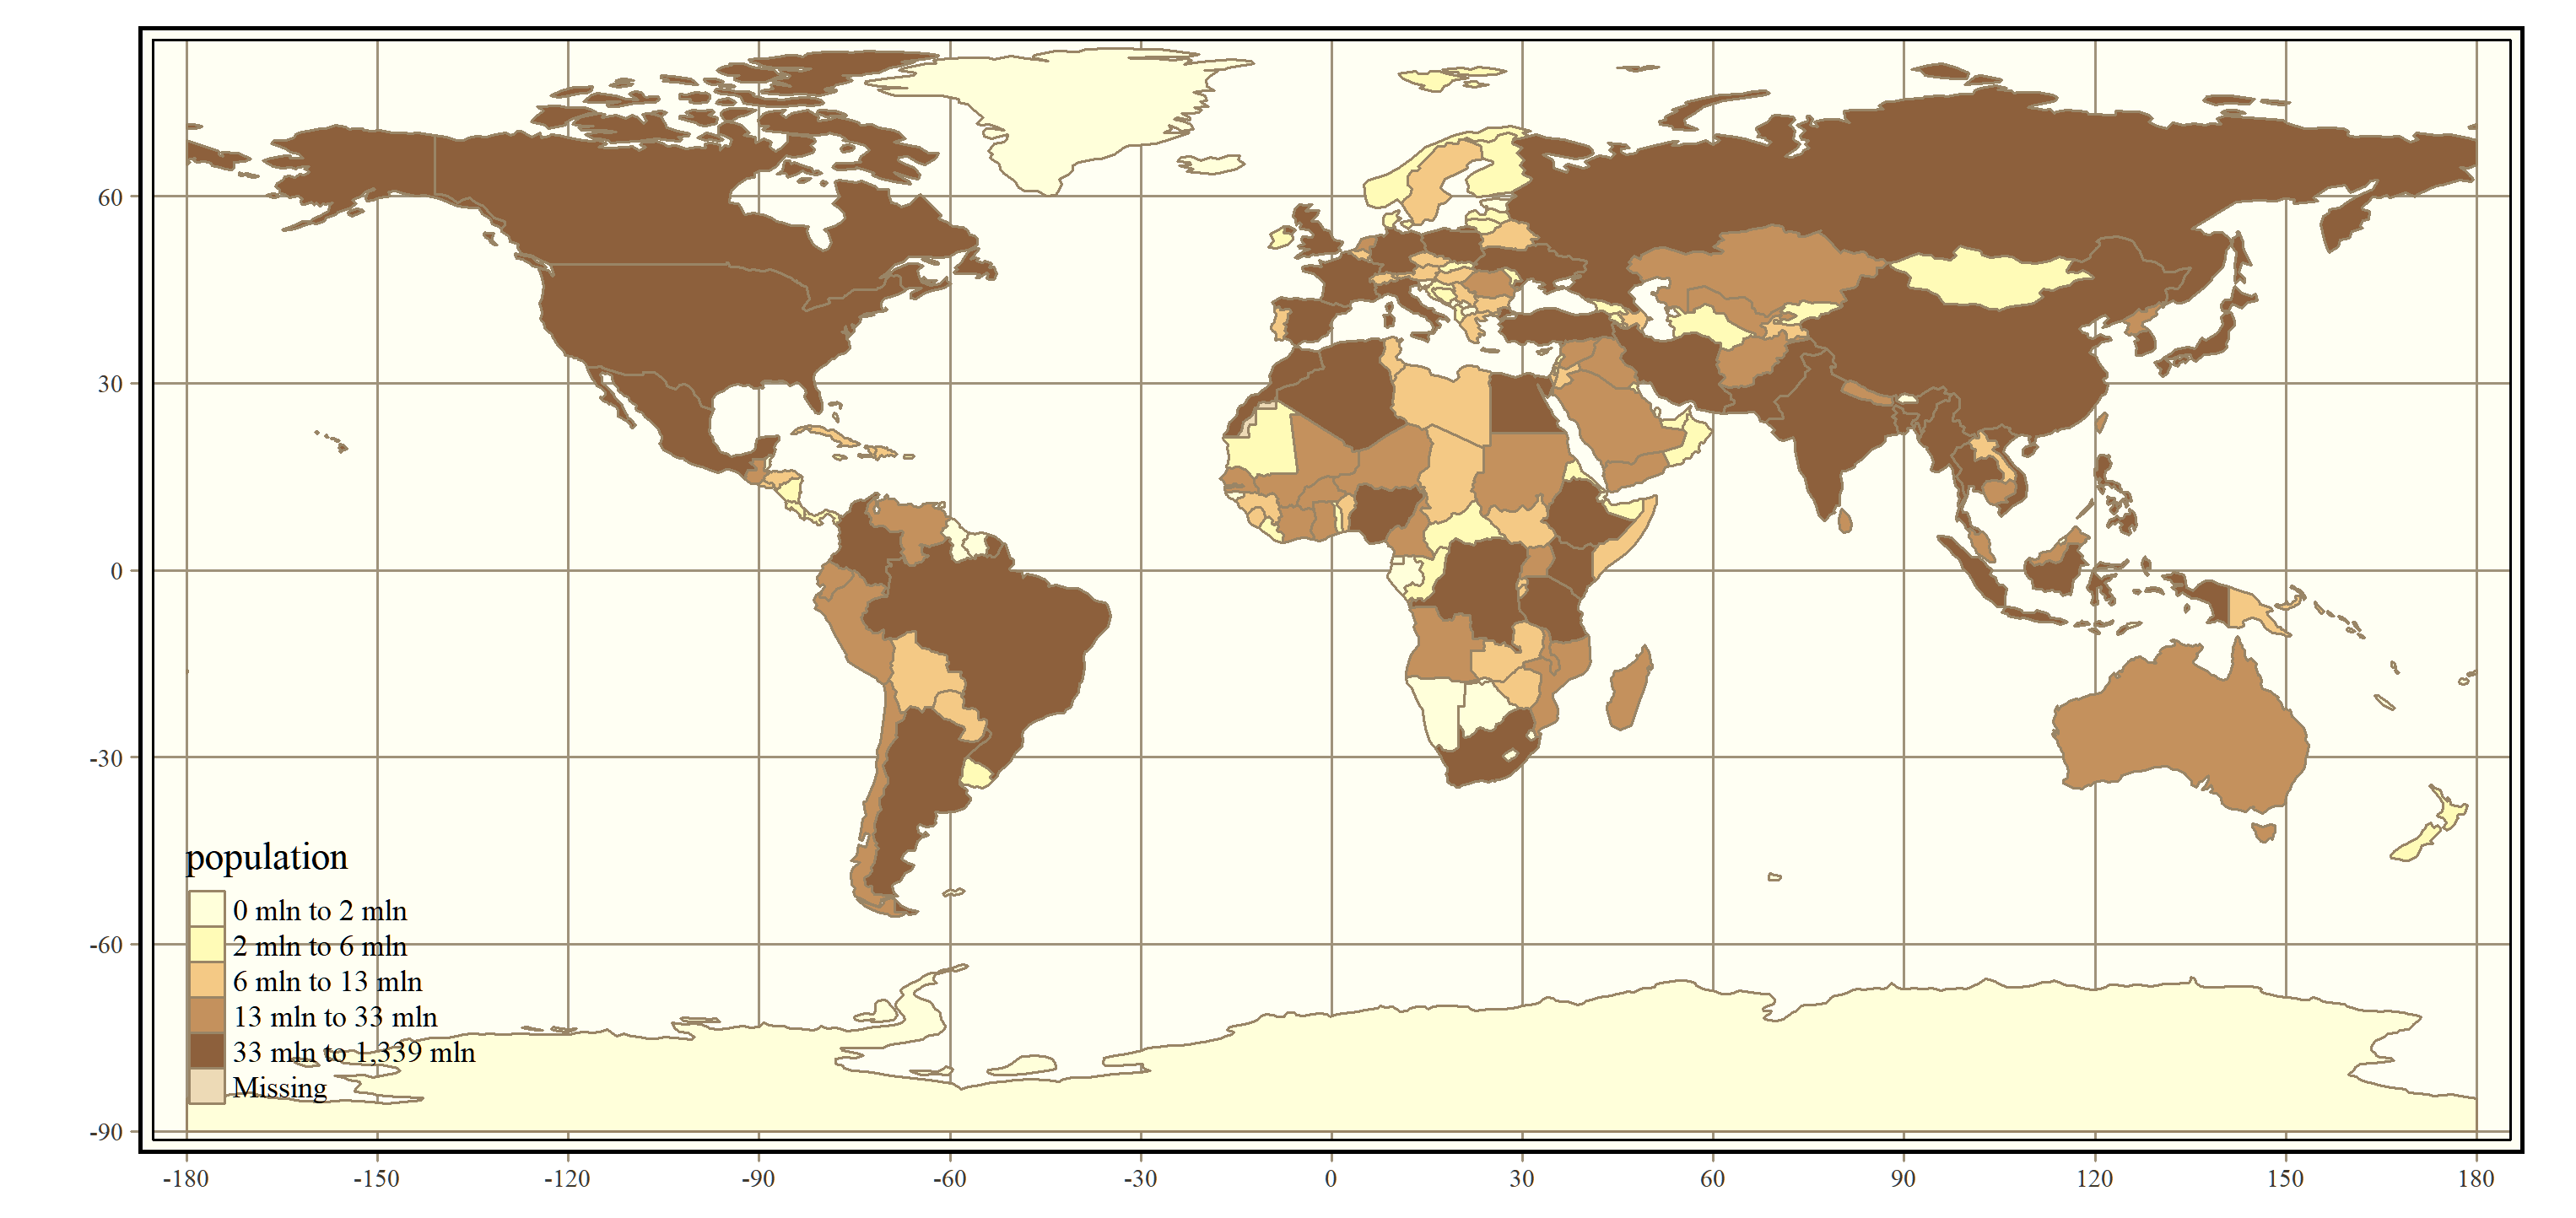 60
30
0
-30
-60
-90
population
0 mln to 2 mln
2 mln to 6 mln
6 mln to 13 mln
13 mln to 33 mln
33 mln to 1,339 mln
Missing
-180 -150 -120 -90 -60 -30 0 30 60 90 120 150 180